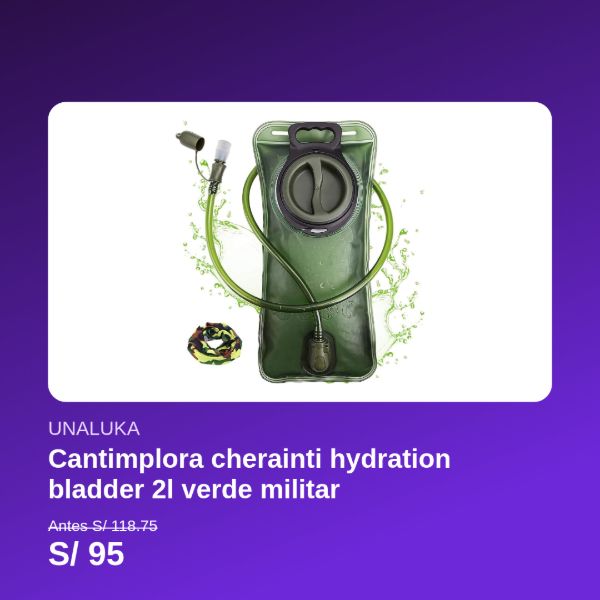 UNALUKA
Cantimplora cherainti hydration
bladder 2l verde militar
Antes S/ 118.75
S/ 95